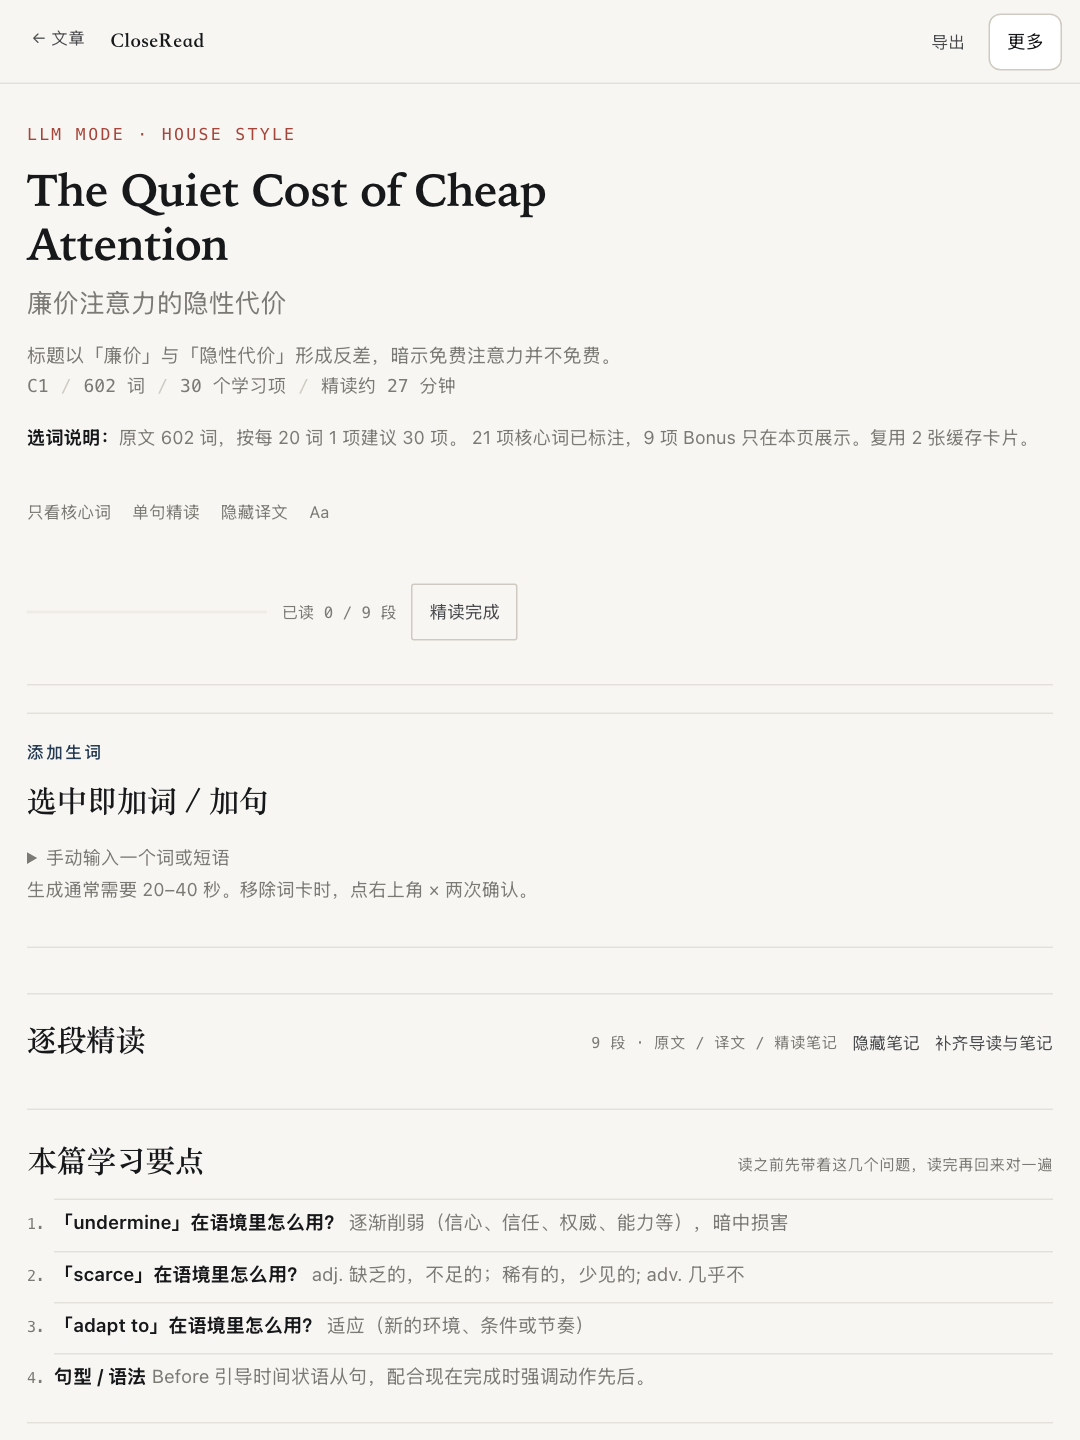 ← 文章 CloseRead 导出 更多
LLM MODE · HOUSE STYLE
The Quiet Cost of Cheap
Attention
廉价注意力的隐性代价
标题以「廉价」与「隐性代价」形成反差，暗示免费注意力并不免费。
C1 / 602 词 / 30 个学习项 / 精读约 27 分钟
选词说明：原文 602 词，按每 20 词 1 项建议 30 项。 21 项核心词已标注，9 项 Bonus 只在本页展示。复用 2 张缓存卡片。
只看核心词 单句精读 隐藏译文 Aa
已读 0 / 9 段 精读完成
添加生词
选中即加词 / 加句
▶ 手动输入一个词或短语
生成通常需要 20–40 秒。移除词卡时，点右上角 × 两次确认。
逐段精读 9 段 · 原文 / 译文 / 精读笔记 隐藏笔记 补齐导读与笔记
本篇学习要点 读之前先带着这几个问题，读完再回来对一遍
1. 「undermine」在语境里怎么用？ 逐渐削弱（信心、信任、权威、能力等），暗中损害
2. 「scarce」在语境里怎么用？ adj. 缺乏的，不足的；稀有的，少见的; adv. 几乎不
3. 「adapt to」在语境里怎么用？ 适应（新的环境、条件或节奏）
4. 句型 / 语法 Before 引导时间状语从句，配合现在完成时强调动作先后。